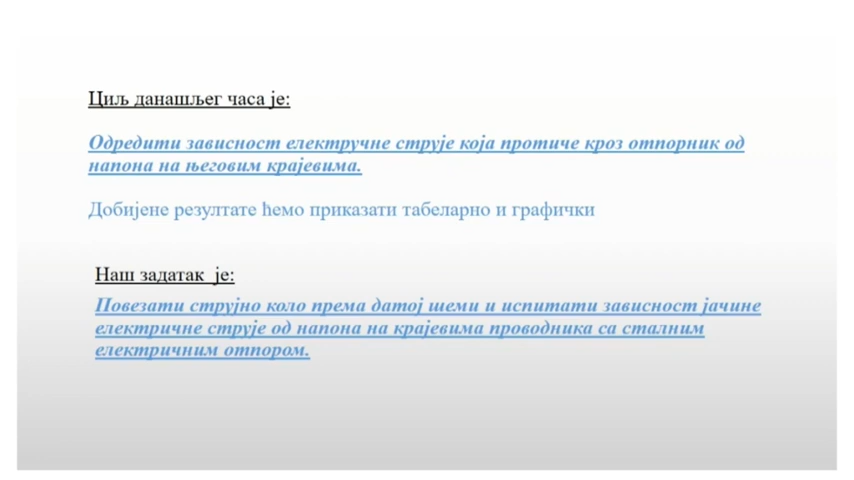 Циљ данашљег часа је:
Одредити зависност електручне струје која протиче кроз отпорник од
напона на његовим крајевима.
Добијене резултате ћемо приказати табеларно и графички
Наш задатак је:
Повезати струјно коло према датој шеми и испитати зависност јачине
електричне струје од напона на крајевима проводника са сталним
електричним отпором.